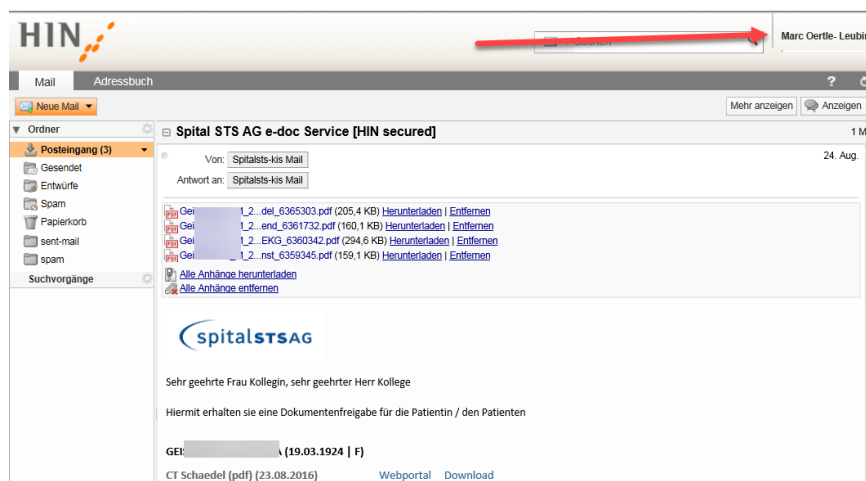 HIN
Suchen
Marc Oertle- Leubi
Mail Adressbuch ?
Neue Mail Mehr anzeigen Anzeigen
Ordner
Posteingang (3)
Gesendet
Entwürfe
Spam
Papierkorb
sent-mail
spam
Suchvorgänge
Spital STS AG e-doc Service [HIN secured] 1 M
Von: Spitalsts-kis Mail 24. Aug.
Antwort an: Spitalsts-kis Mail
Gei 1_2...del_6365303.pdf (205,4 KB) Herunterladen | Entfernen
Gei 1_2...end_6361732.pdf (160,1 KB) Herunterladen | Entfernen
Gei 1_2...EKG_6360342.pdf (294,6 KB) Herunterladen | Entfernen
Gei _2...nst_6359345.pdf (159,1 KB) Herunterladen | Entfernen
Alle Anhänge herunterladen
Alle Anhänge entfernen
spitalSTSAG
Sehr geehrte Frau Kollegin, sehr geehrter Herr Kollege
Hiermit erhalten sie eine Dokumentenfreigabe für die Patientin / den Patienten
GEI (19.03.1924 | F)
CT Schaedel (pdf) (23.08.2016) Webportal Download